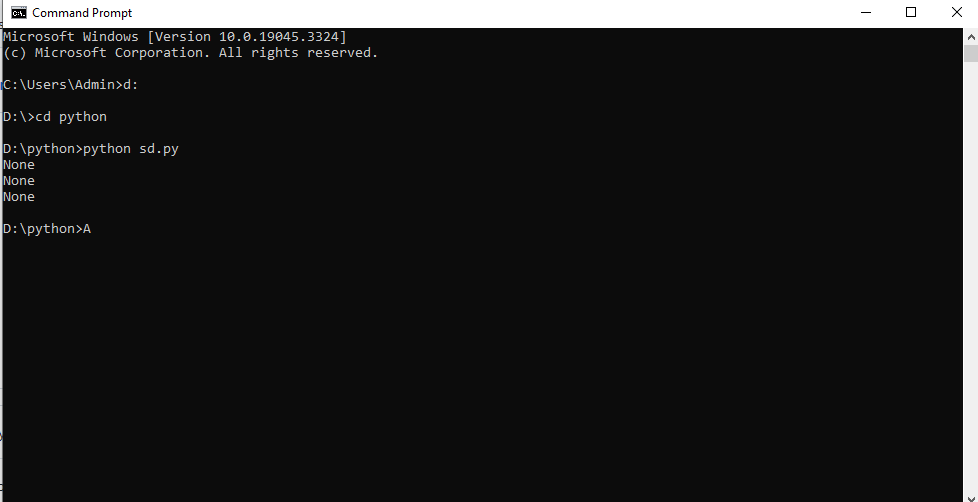 Command Prompt
Microsoft Windows [Version 10.0.19045.3324]
(c) Microsoft Corporation. All rights reserved.
C:\Users\Admin>d:
D:\>cd python
D:\python>python sd.py
None
None
None
D:\python>A